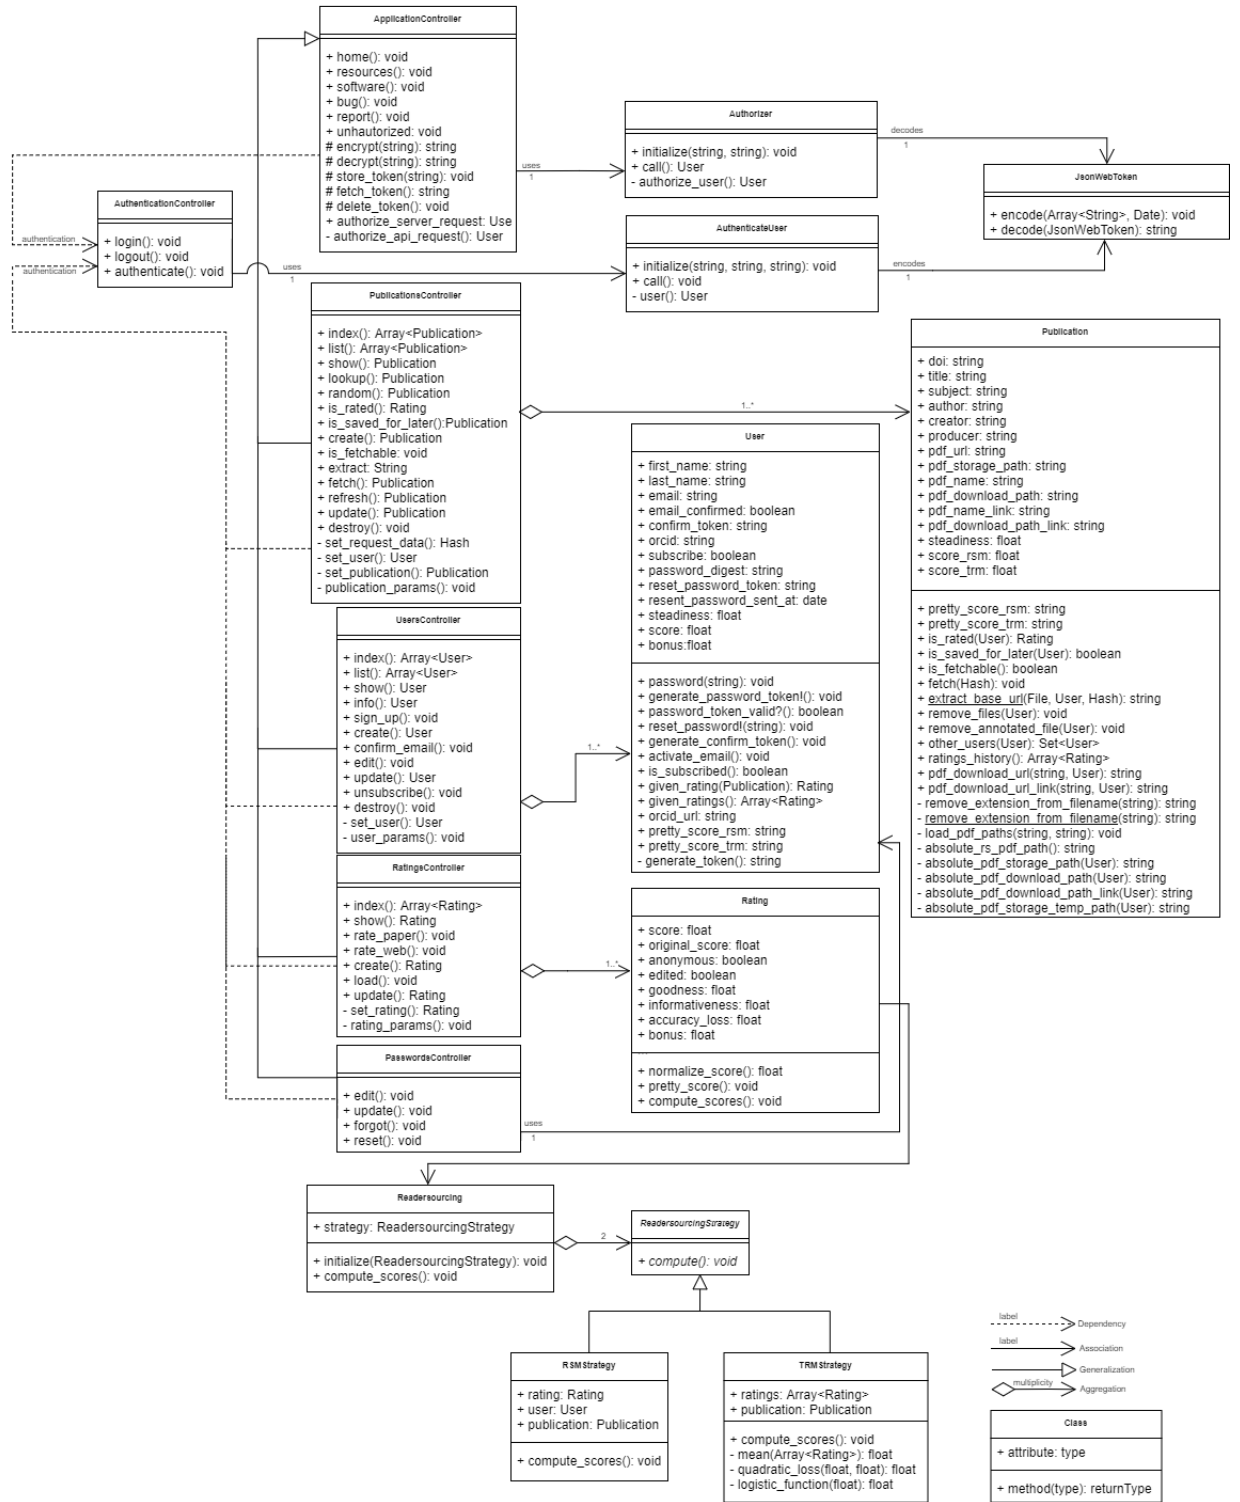 ApplicationController
+ home(): void
+ resources(): void
+ software(): void
+ bug(): void
+ report(): void
+ unhautorized: void
# encrypt(string): string
# decrypt(string): string
# store_token(string): void
# fetch_token(): string
# delete_token(): void
+ authorize_server_request: Use
- authorize_api_request(): User
uses
1
Authorizer
+ initialize(string, string): void
+ call(): User
- authorize_user(): User
decodes
1
JsonWebToken
+ encode(Array<String>, Date): void
+ decode(JsonWebToken): string
AuthenticationController
+ login(): void
+ logout(): void
+ authenticate(): void
authentication
authentication
uses
1
AuthenticateUser
+ initialize(string, string, string): void
+ call(): void
- user(): User
encodes
1
PublicationsController
+ index(): Array<Publication>
+ list(): Array<Publication>
+ show(): Publication
+ lookup(): Publication
+ random(): Publication
+ is_rated(): Rating
+ is_saved_for_later():Publication
+ create(): Publication
+ is_fetchable: void
+ extract: String
+ fetch(): Publication
+ refresh(): Publication
+ update(): Publication
+ destroy(): void
- set_request_data(): Hash
- set_user(): User
- set_publication(): Publication
- publication_params(): void
1..*
Publication
+ doi: string
+ title: string
+ subject: string
+ author: string
+ creator: string
+ producer: string
+ pdf_url: string
+ pdf_storage_path: string
+ pdf_name: string
+ pdf_download_path: string
+ pdf_name_link: string
+ pdf_download_path_link: string
+ steadiness: float
+ score_rsm: float
+ score_trm: float
+ pretty_score_rsm: string
+ pretty_score_trm: string
+ is_rated(User): Rating
+ is_saved_for_later(User): boolean
+ is_fetchable(): boolean
+ fetch(Hash): void
+ extract_base_url(File, User, Hash): string
+ remove_files(User): void
+ remove_annotated_file(User): void
+ other_users(User): Set<User>
+ ratings_history(): Array<Rating>
+ pdf_download_url(string, User): string
+ pdf_download_url_link(string, User): string
- remove_extension_from_filename(string): string
- remove_extension_from_filename(string): string
- load_pdf_paths(string, string): void
- absolute_rs_pdf_path(): string
- absolute_pdf_storage_path(User): string
- absolute_pdf_download_path(User): string
- absolute_pdf_download_path_link(User): string
- absolute_pdf_storage_temp_path(User): string
User
+ first_name: string
+ last_name: string
+ email: string
+ email_confirmed: boolean
+ confirm_token: string
+ orcid: string
+ subscribe: boolean
+ password_digest: string
+ reset_password_token: string
+ resent_password_sent_at: date
+ steadiness: float
+ score: float
+ bonus:float
+ password(string): void
+ generate_password_token!(): void
+ password_token_valid?(): boolean
+ reset_password!(string): void
+ generate_confirm_token(): void
+ activate_email(): void
+ is_subscribed(): boolean
+ given_rating(Publication): Rating
+ given_ratings(): Array<Rating>
+ orcid_url: string
+ pretty_score_rsm: string
+ pretty_score_trm: string
- generate_token(): string
UsersController
+ index(): Array<User>
+ list(): Array<User>
+ show(): User
+ info(): User
+ sign_up(): void
+ create(): User
+ confirm_email(): void
+ edit(): void
+ update(): User
+ unsubscribe(): void
+ destroy(): void
- set_user(): User
- user_params(): void
1..*
RatingsController
+ index(): Array<Rating>
+ show(): Rating
+ rate_paper(): void
+ rate_web(): void
+ create(): Rating
+ load(): void
+ update(): Rating
- set_rating(): Rating
- rating_params(): void
1..*
Rating
+ score: float
+ original_score: float
+ anonymous: boolean
+ edited: boolean
+ goodness: float
+ informativeness: float
+ accuracy_loss: float
+ bonus: float
...
+ normalize_score(): float
+ pretty_score(): void
+ compute_scores(): void
PasswordsController
+ edit(): void
+ update(): void
+ forgot(): void
+ reset(): void
uses
1
Readersourcing
+ strategy: ReadersourcingStrategy
+ initialize(ReadersourcingStrategy): void
+ compute_scores(): void
2
ReadersourcingStrategy
+ compute(): void
RSMStrategy
+ rating: Rating
+ user: User
+ publication: Publication
+ compute_scores(): void
TRMStrategy
+ ratings: Array<Rating>
+ publication: Publication
+ compute_scores(): void
- mean(Array<Rating>): float
- quadratic_loss(float, float): float
- logistic_function(float): float
label
Dependency
label
Association
Generalization
multiplicity
Aggregation
Class
+ attribute: type
+ method(type): returnType